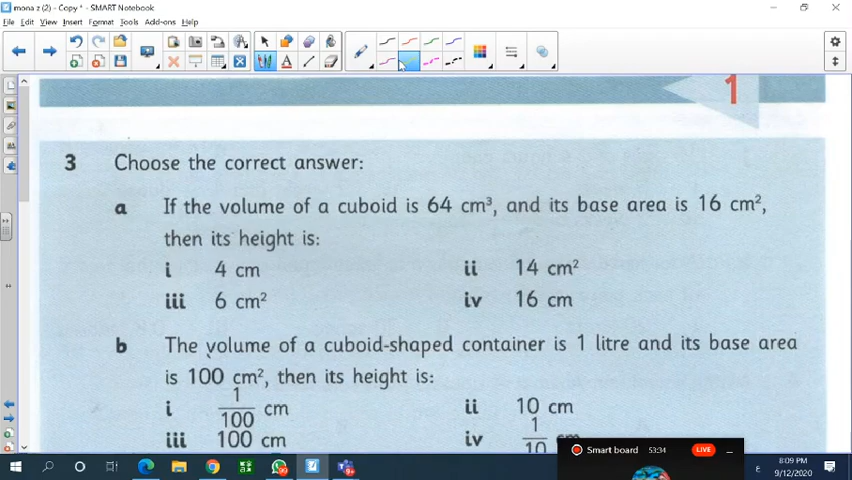 mona z (2) - Copy * - SMART Notebook
File Edit View Insert Format Tools Add-ons Help
1
3 Choose the correct answer:
a If the volume of a cuboid is 64 cm³, and its base area is 16 cm²,
then its height is:
i 4 cm ii 14 cm²
iii 6 cm² iv 16 cm
b The volume of a cuboid-shaped container is 1 litre and its base area
is 100 cm², then its height is:
i 1/100 cm ii 10 cm
iii 100 cm iv 1/10 cm
Smart board 53:34 LIVE
99
9+
ع
8:09 PM
9/12/2020